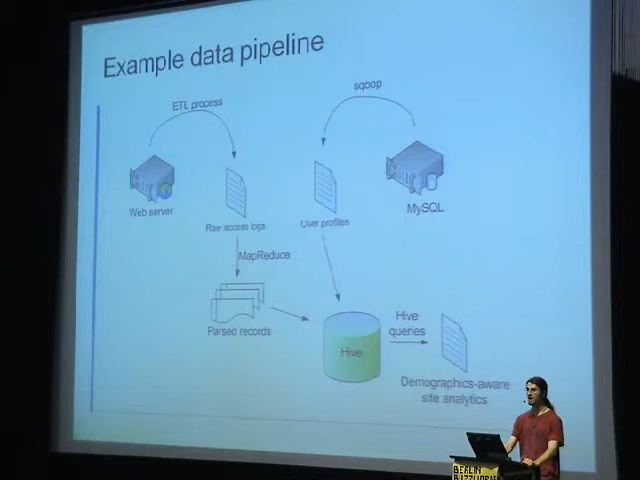 Example data pipeline
ETL process
sqoop
Web server
Raw access logs
User profiles
MySQL
MapReduce
Parsed records
Hive
Hive
queries
Demographics-aware
site analytics
BERLIN
BUZZWORDS